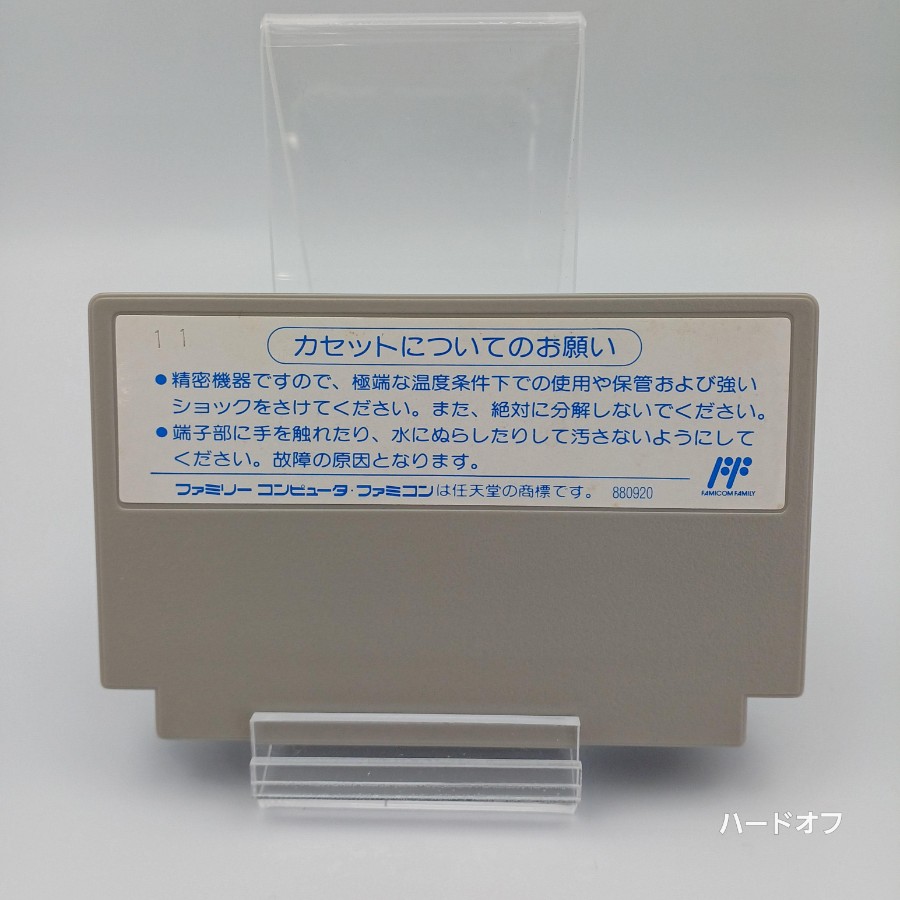 1 1
カセットについてのお願い
●精密機器ですので、極端な温度条件下での使用や保管および強い
ショックをさけてください。また、絶対に分解しないでください。
●端子部に手を触れたり、水にぬらしたりして汚さないようにして
ください。故障の原因となります。
ファミリー コンピュータ・ファミコンは任天堂の商標です。 880920
FAMICOM FAMILY
ハードオフ